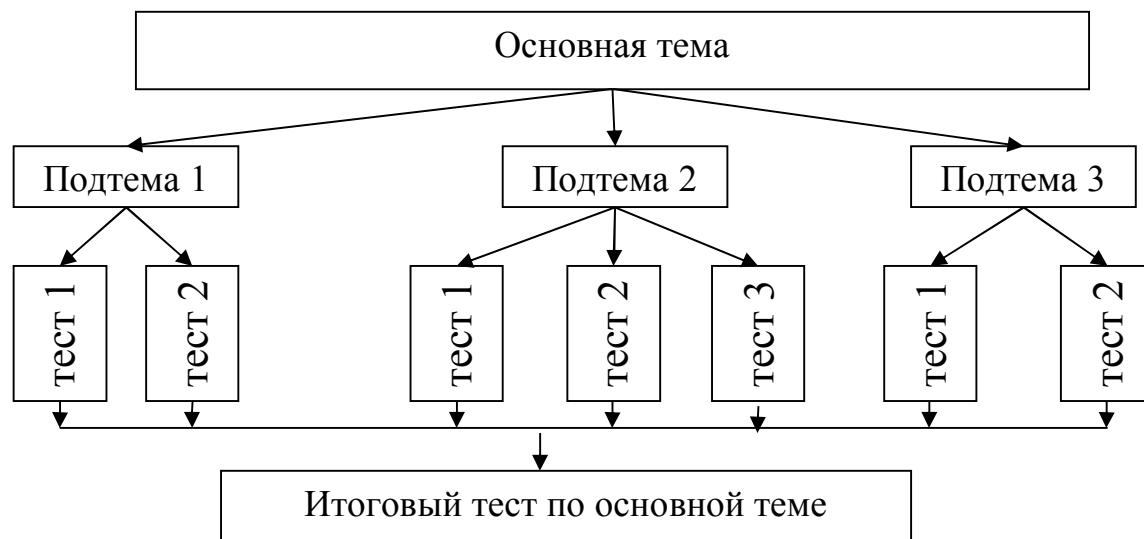 Основная тема
Подтема 1
Подтема 2
Подтема 3
тест 1
тест 2
тест 1
тест 2
тест 3
тест 1
тест 2
Итоговый тест по основной теме